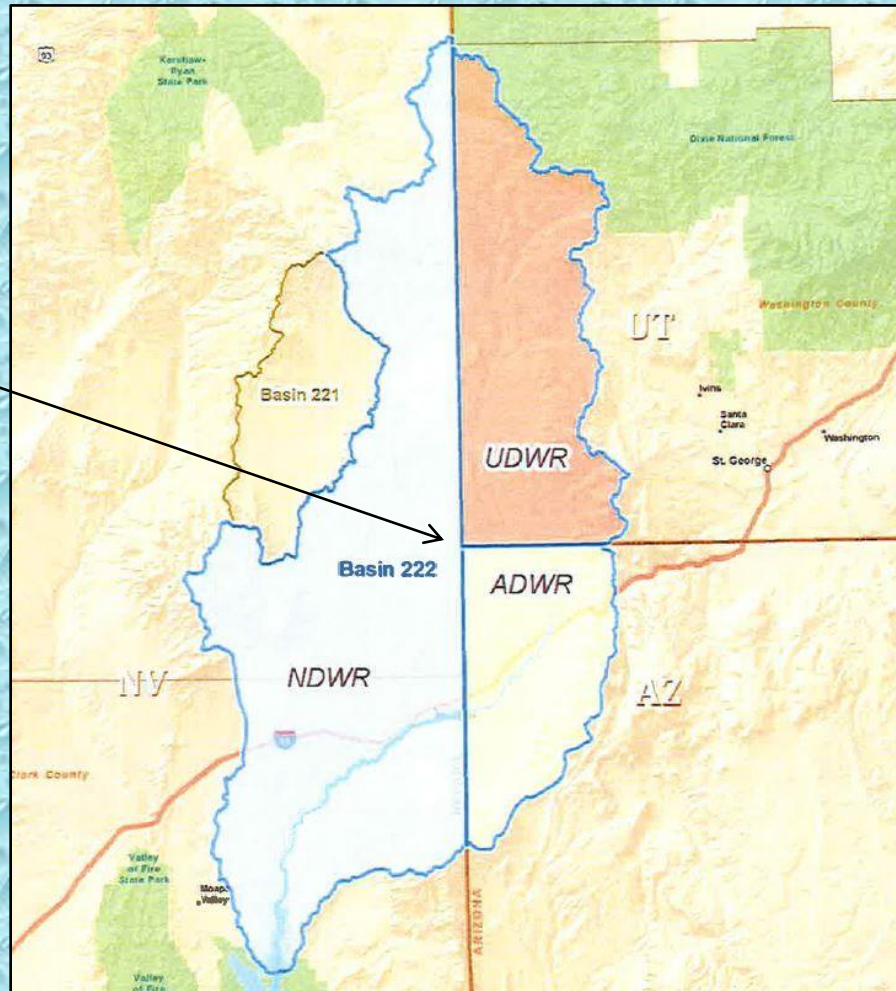 93
Kershaw-
Ryan
State Park
Dixie National Forest
Washington County
UT
Basin 221
Ivins
Santa
Clara
Washington
St. George
UDWR
Basin 222
ADWR
NV
NDWR
AZ
15
Clark County
Valley
of Fire
State Park
Moapa
Valley
ARIZONA
Valley
of Fire